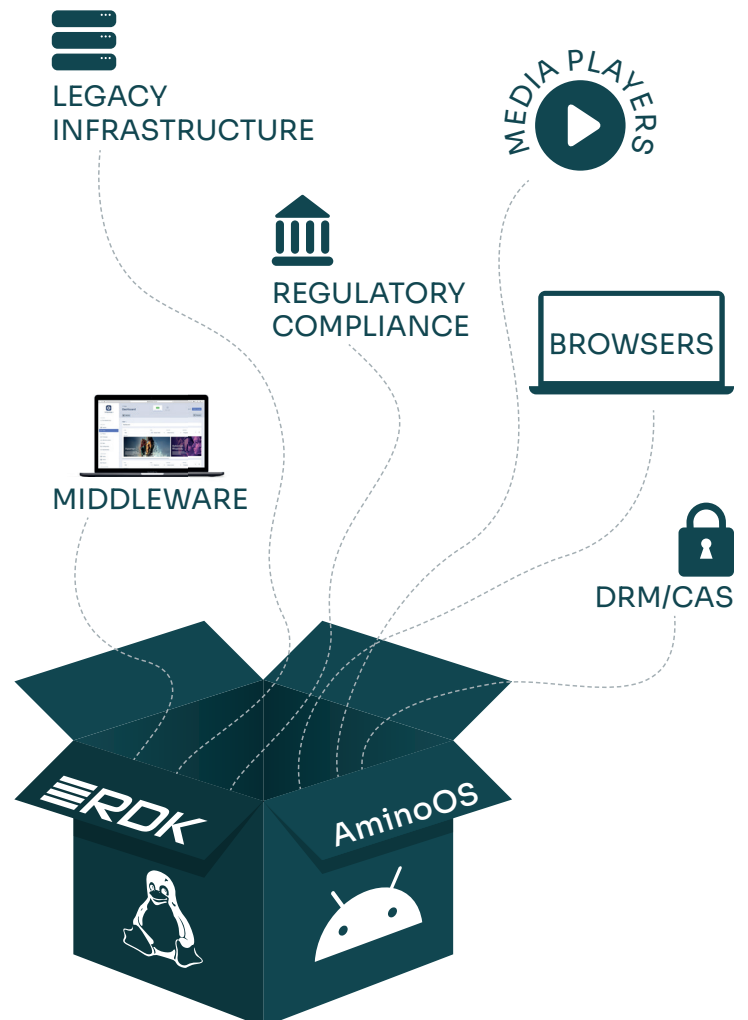 LEGACY
INFRASTRUCTURE
MEDIA PLAYERS
REGULATORY
COMPLIANCE
BROWSERS
MIDDLEWARE
DRM/CAS
RDK
AminoOS